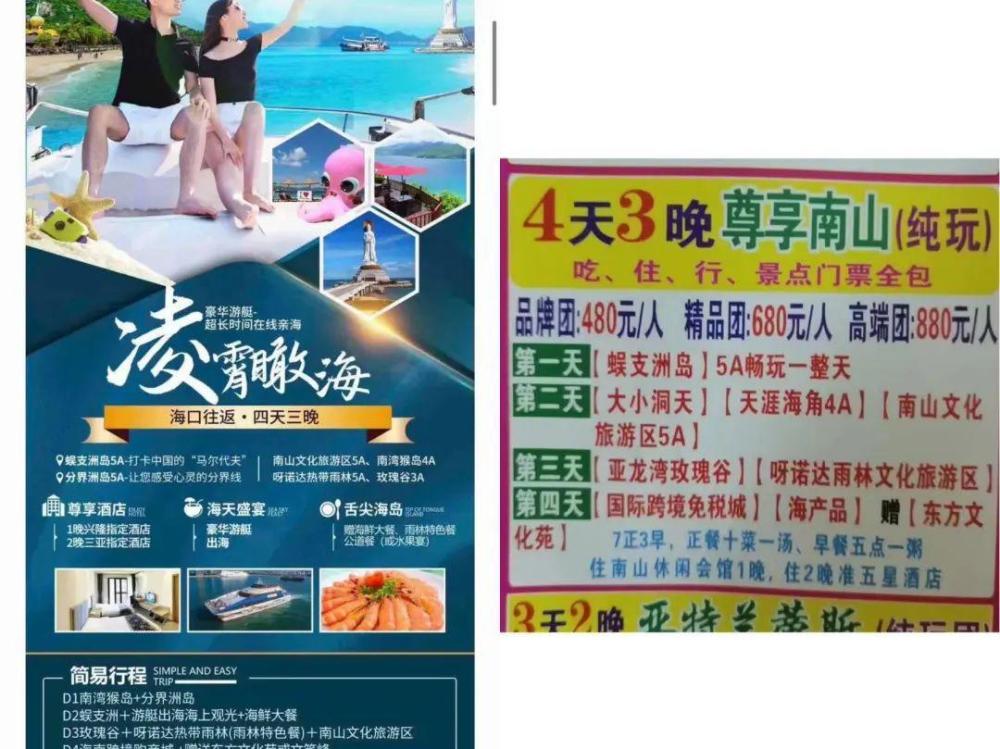 豪华游艇-
超长时间在线亲海
凌霄瞰海
海口往返·四天三晚
蜈支洲岛5A-打卡中国的“马尔代夫”
南山文化旅游区5A、南湾猴岛4A
分界洲岛5A-让您感受心灵的分界线
呀诺达热带雨林5A、玫瑰谷3A
尊享酒店
海天盛宴
舌尖海岛
1晚兴隆指定酒店
2晚三亚指定酒店
豪华游艇
出海
赠海鲜大餐、雨林特色餐
公道餐（或水果宴）
简易行程 SIMPLE AND EASY TRIP
D1南湾猴岛+分界洲岛
D2蜈支洲＋游艇出海海上观光+海鲜大餐
D3玫瑰谷＋呀诺达热带雨林(雨林特色餐)＋南山文化旅游区
4天3晚 尊享南山(纯玩)
吃、住、行、景点门票全包
品牌团:480元/人 精品团:680元/人 高端团:880元/人
第一天【蜈支洲岛】5A畅玩一整天
第二天【大小洞天】【天涯海角4A】【南山文化
旅游区5A】
第三天【亚龙湾玫瑰谷】【呀诺达雨林文化旅游区】
第四天【国际跨境免税城】【海产品】 赠【东方文
化苑】 7正3早，正餐十菜一汤、早餐五点一粥
住南山休闲会馆1晚，住2晚准五星酒店
3天2晚 亚特兰蒂斯